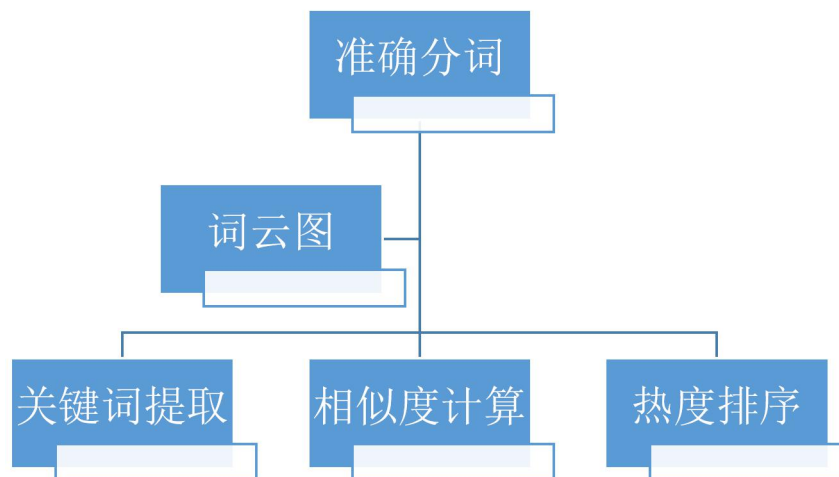 准确分词
词云图
关键词提取
相似度计算
热度排序